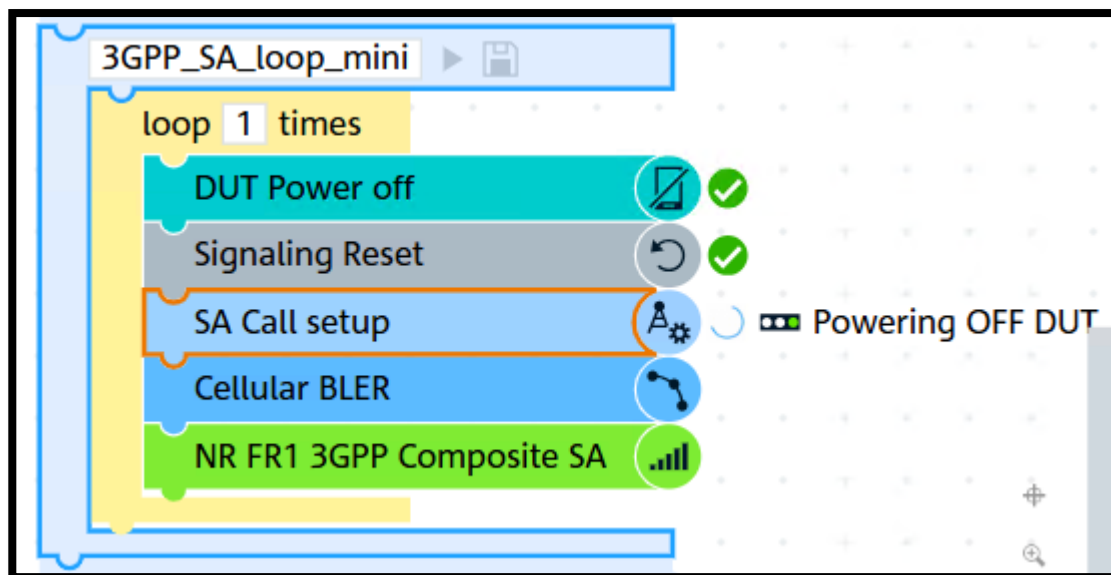 3GPP_SA_loop_mini
loop 1 times
DUT Power off
Signaling Reset
SA Call setup
Powering OFF DUT
Cellular BLER
NR FR1 3GPP Composite SA